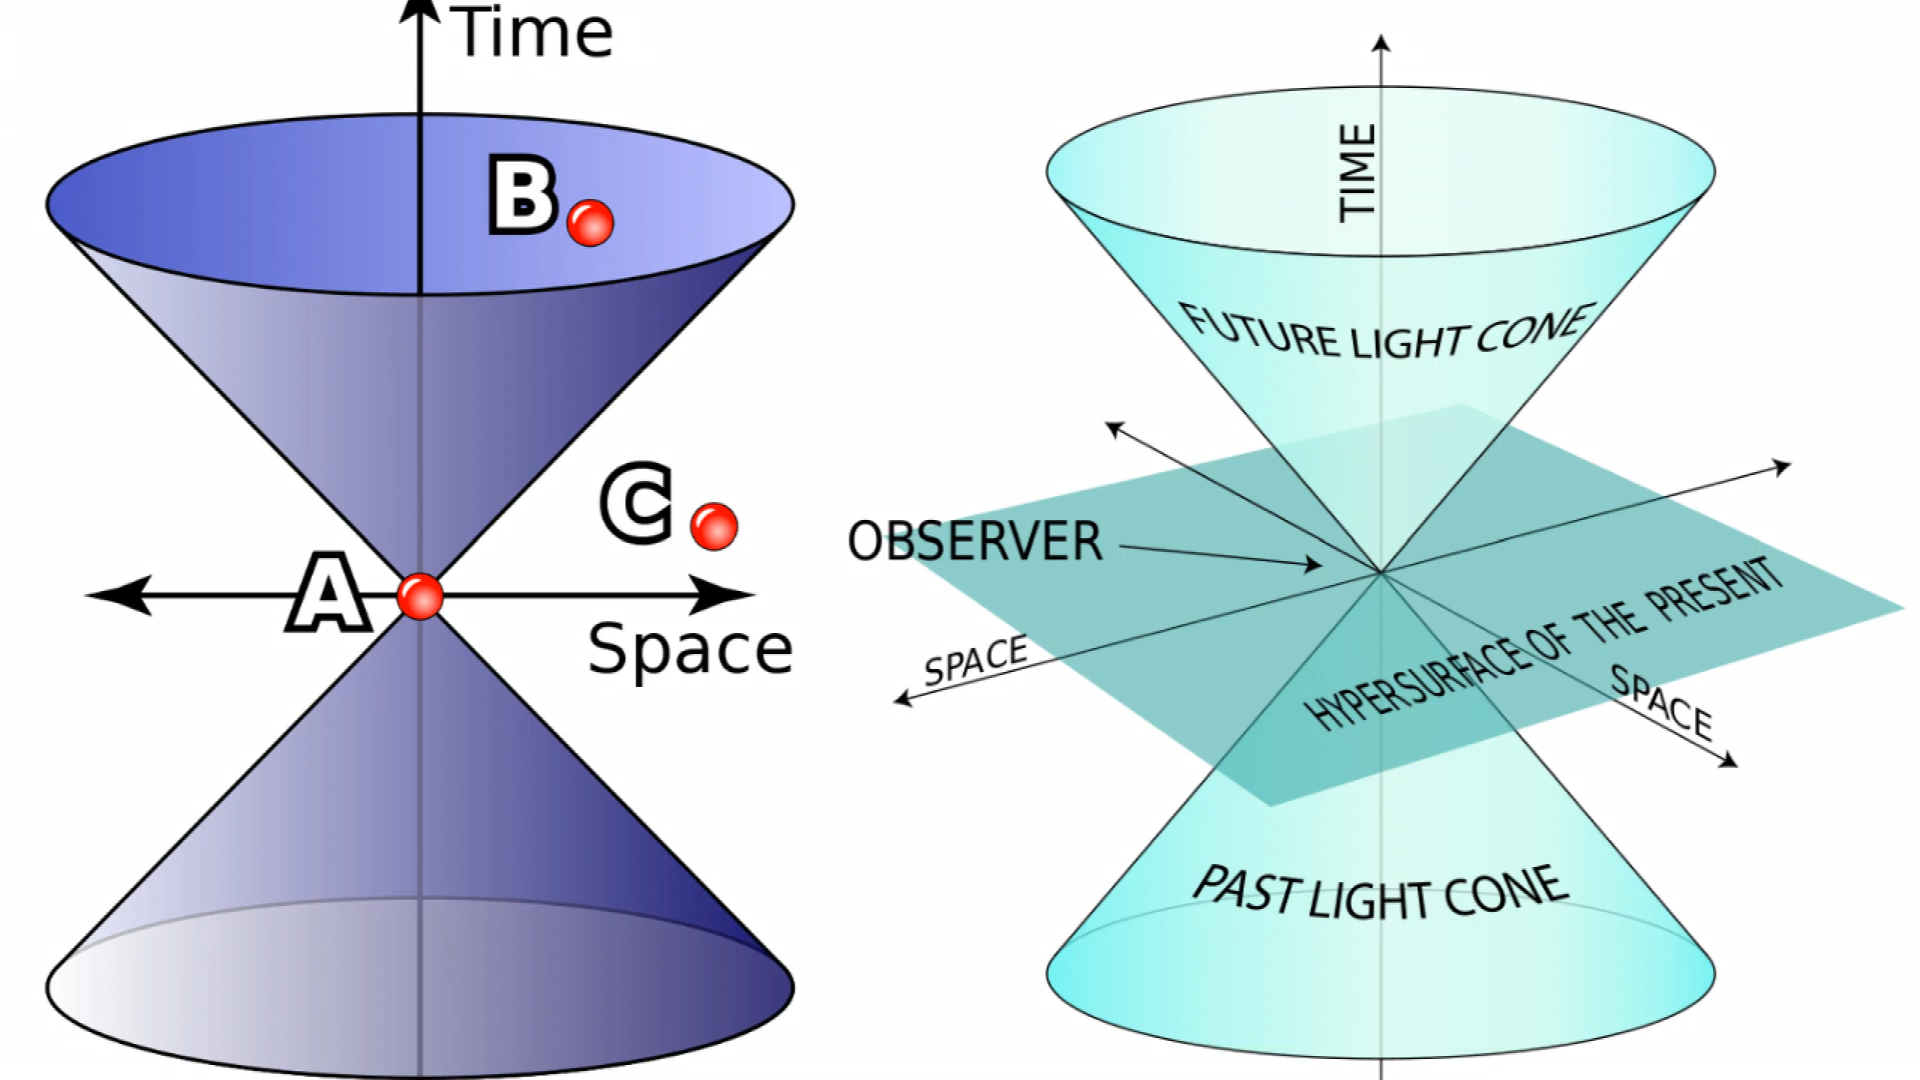 Time
B
C
A
Space
TIME
FUTURE LIGHT CONE
OBSERVER
HYPERSURFACE OF THE PRESENT
SPACE
SPACE
PAST LIGHT CONE